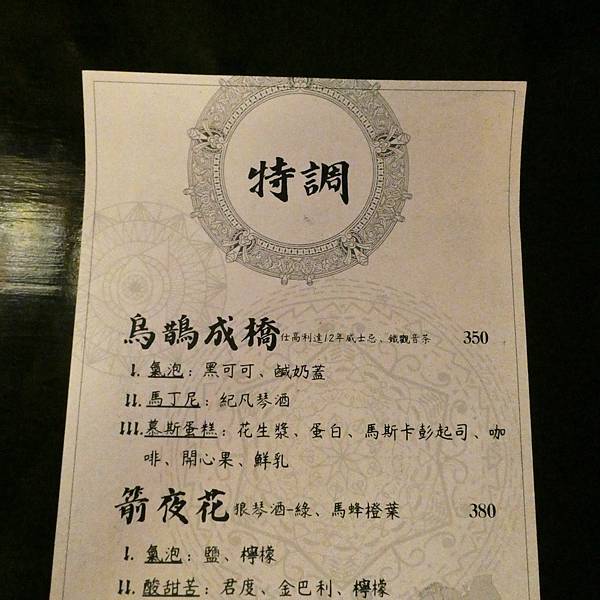 特調
烏鵲成橋 仕高利達12年威士忌、鐵觀音茶 350
I. 氣泡：黑可可、鹹奶蓋
II. 馬丁尼：紀凡琴酒
III. 慕斯蛋糕：花生漿、蛋白、馬斯卡彭起司、咖
啡、開心果、鮮乳
箭夜花 狼琴酒-綠、馬蜂橙葉 380
I. 氣泡：鹽、檸檬
II. 酸甜苦：君度、金巴利、檸檬